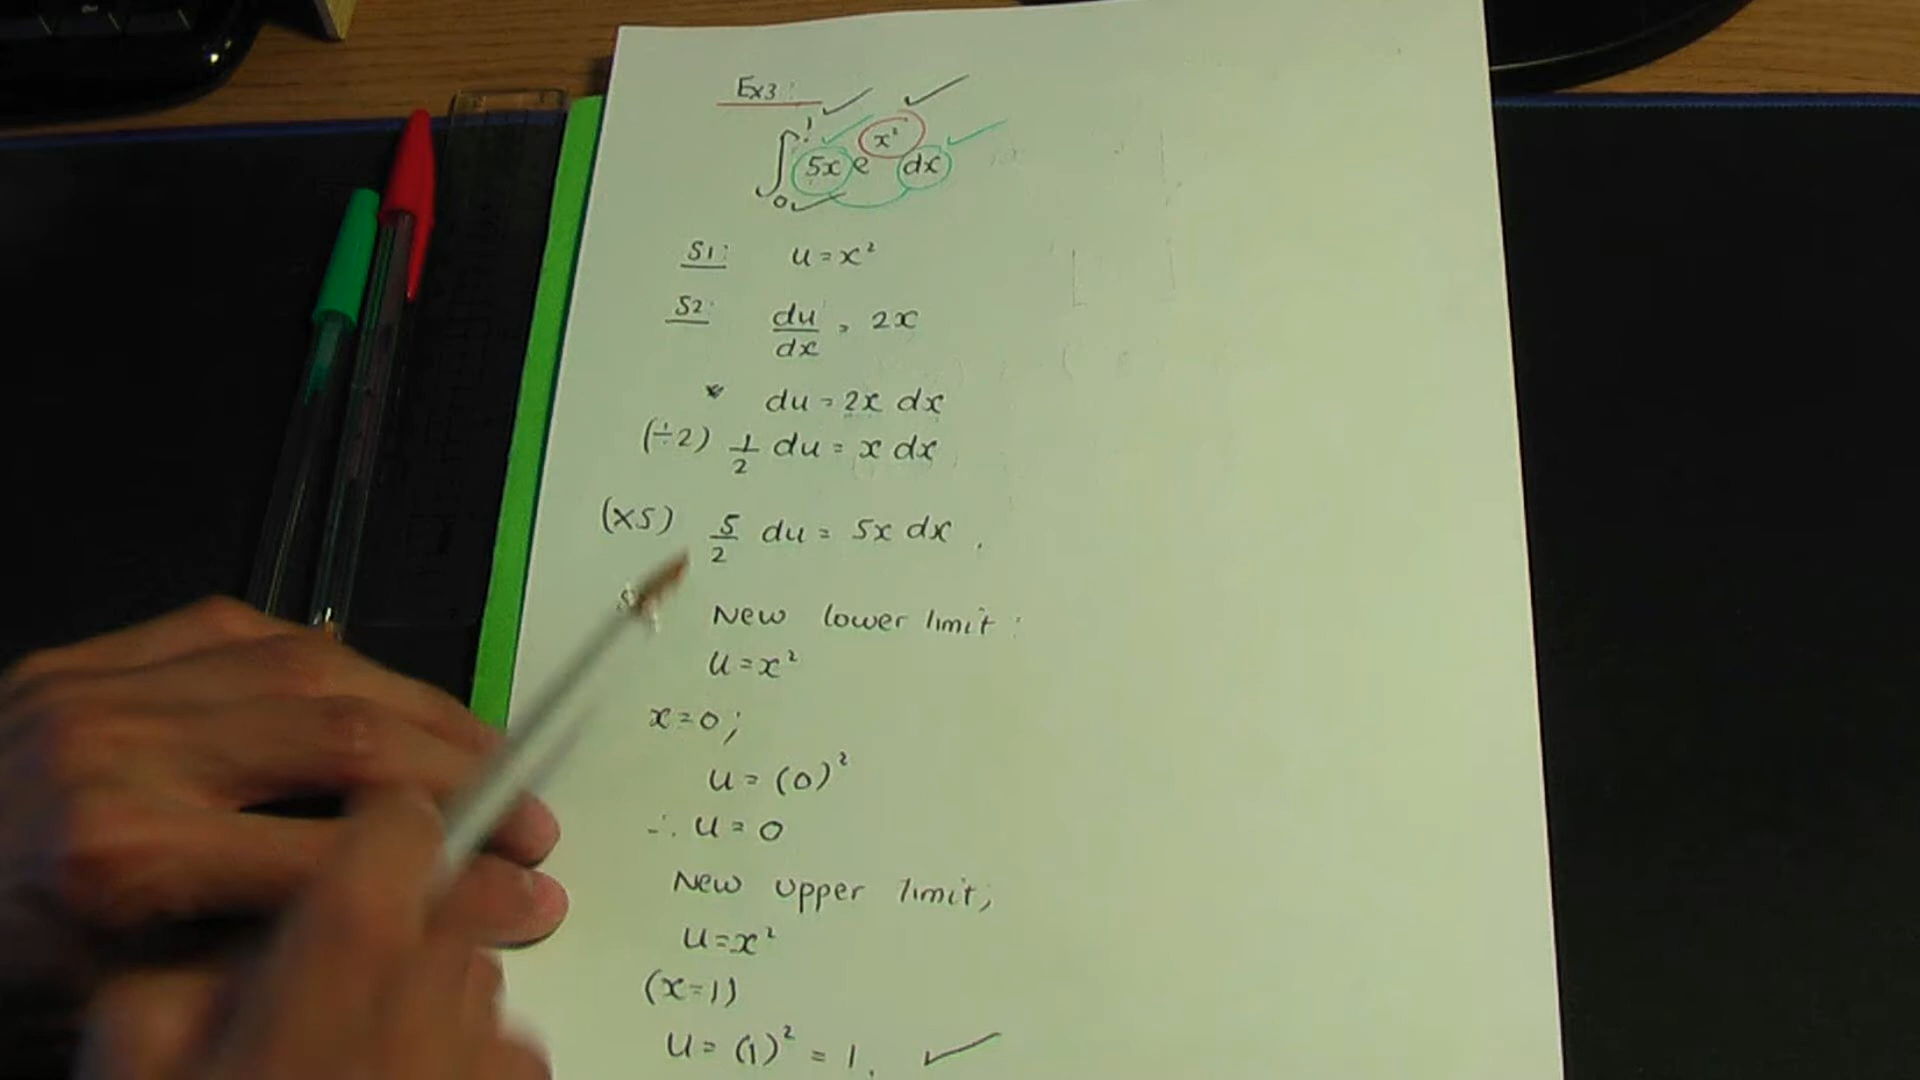 Ex3:
∫₀¹ 5x e^x² dx
S1: u = x²
S2: du/dx = 2x
* du = 2x dx
(÷2) 1/2 du = x dx
(×5) 5/2 du = 5x dx.
New lower limit:
u = x²
x = 0;
u = (0)²
∴ u = 0
New upper limit;
u = x²
(x = 1)
u = (1)² = 1.